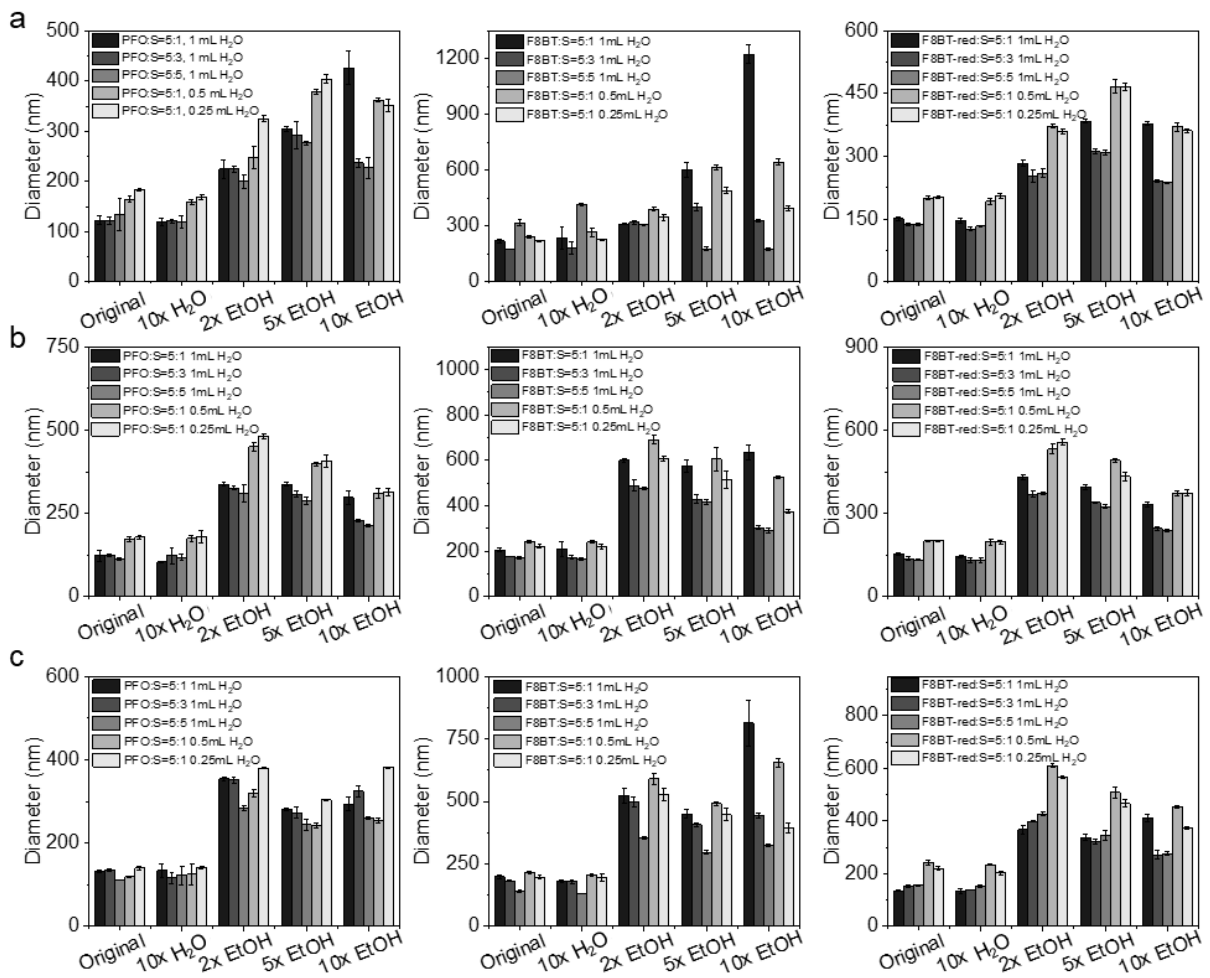 a
500
400
300
200
100
0
Diameter (nm)
PFO:S=5:1, 1 mL H₂O
PFO:S=5:3, 1 mL H₂O
PFO:S=5:5, 1 mL H₂O
PFO:S=5:1, 0.5 mL H₂O
PFO:S=5:1, 0.25 mL H₂O
Original
10x H₂O
2x EtOH
5x EtOH
10x EtOH
1200
900
600
300
0
Diameter (nm)
F8BT:S=5:1 1mL H₂O
F8BT:S=5:3 1mL H₂O
F8BT:S=5:5 1mL H₂O
F8BT:S=5:1 0.5mL H₂O
F8BT:S=5:1 0.25mL H₂O
Original
10x H₂O
2x EtOH
5x EtOH
10x EtOH
600
450
300
150
0
Diameter (nm)
F8BT-red:S=5:1 1mL H₂O
F8BT-red:S=5:3 1mL H₂O
F8BT-red:S=5:5 1mL H₂O
F8BT-red:S=5:1 0.5mL H₂O
F8BT-red:S=5:1 0.25mL H₂O
Original
10x H₂O
2x EtOH
5x EtOH
10x EtOH
b
750
500
250
0
Diameter (nm)
PFO:S=5:1 1mL H₂O
PFO:S=5:3 1mL H₂O
PFO:S=5:5 1mL H₂O
PFO:S=5:1 0.5mL H₂O
PFO:S=5:1 0.25mL H₂O
Original
10x H₂O
2x EtOH
5x EtOH
10x EtOH
1000
800
600
400
200
0
Diameter (nm)
F8BT:S=5:1 1mL H₂O
F8BT:S=5:3 1mL H₂O
F8BT:S=5:5 1mL H₂O
F8BT:S=5:1 0.5mL H₂O
F8BT:S=5:1 0.25mL H₂O
Original
10x H₂O
2x EtOH
5x EtOH
10x EtOH
900
600
300
0
Diameter (nm)
F8BT-red:S=5:1 1mL H₂O
F8BT-red:S=5:3 1mL H₂O
F8BT-red:S=5:5 1mL H₂O
F8BT-red:S=5:1 0.5mL H₂O
F8BT-red:S=5:1 0.25mL H₂O
Original
10x H₂O
2x EtOH
5x EtOH
10x EtOH
c
600
400
200
0
Diameter (nm)
PFO:S=5:1 1mL H₂O
PFO:S=5:3 1mL H₂O
PFO:S=5:5 1mL H₂O
PFO:S=5:1 0.5mL H₂O
PFO:S=5:1 0.25mL H₂O
Original
10x H₂O
2x EtOH
5x EtOH
10x EtOH
1000
750
500
250
0
Diameter (nm)
F8BT:S=5:1 1mL H₂O
F8BT:S=5:3 1mL H₂O
F8BT:S=5:5 1mL H₂O
F8BT:S=5:1 0.5mL H₂O
F8BT:S=5:1 0.25mL H₂O
Original
10x H₂O
2x EtOH
5x EtOH
10x EtOH
800
600
400
200
0
Diameter (nm)
F8BT-red:S=5:1 1mL H₂O
F8BT-red:S=5:3 1mL H₂O
F8BT-red:S=5:5 1mL H₂O
F8BT-red:S=5:1 0.5mL H₂O
F8BT-red:S=5:1 0.25mL H₂O
Original
10x H₂O
2x EtOH
5x EtOH
10x EtOH